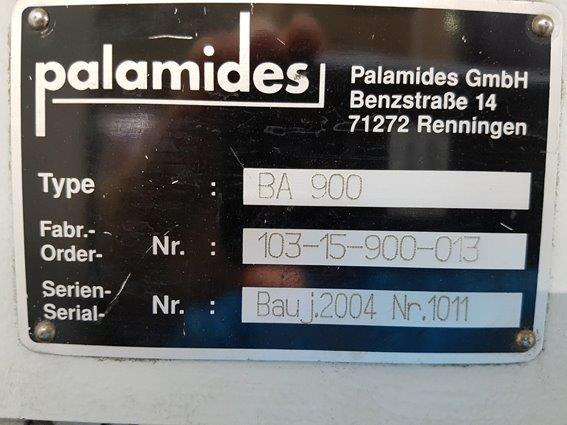 palamides
Palamides GmbH
Benzstraße 14
71272 Renningen
Type : BA 900
Fabr.-
Order- Nr. : 103-15-900-013
Serien-
Serial- Nr. : Bauj.2004 Nr.1011